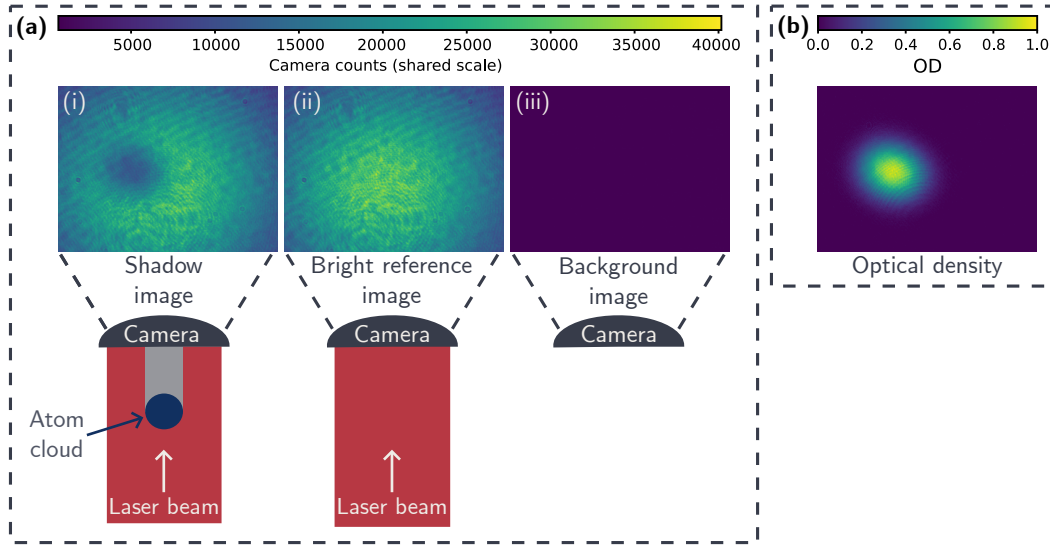 (a)
5000 10000 15000 20000 25000 30000 35000 40000
Camera counts (shared scale)
(i)
(ii)
(iii)
Shadow
image
Bright reference
image
Background
image
Camera
Camera
Camera
Atom
cloud
Laser beam
Laser beam
(b)
0.0 0.2 0.4 0.6 0.8 1.0
OD
Optical density